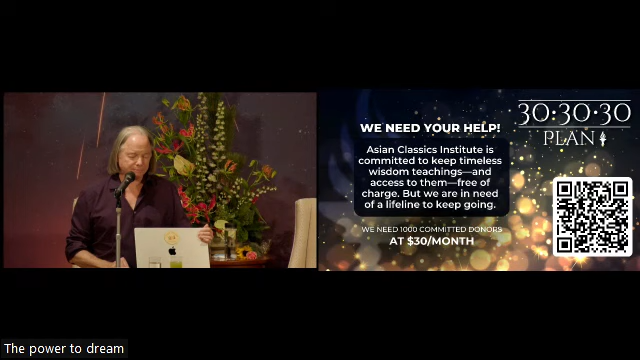 30:30·30
PLAN
WE NEED YOUR HELP!
Asian Classics Institute is
committed to keep timeless
wisdom teachings—and
access to them—free of
charge. But we are in need
of a lifeline to keep going.
WE NEED 1000 COMMITTED DONORS
AT $30/MONTH
The power to dream